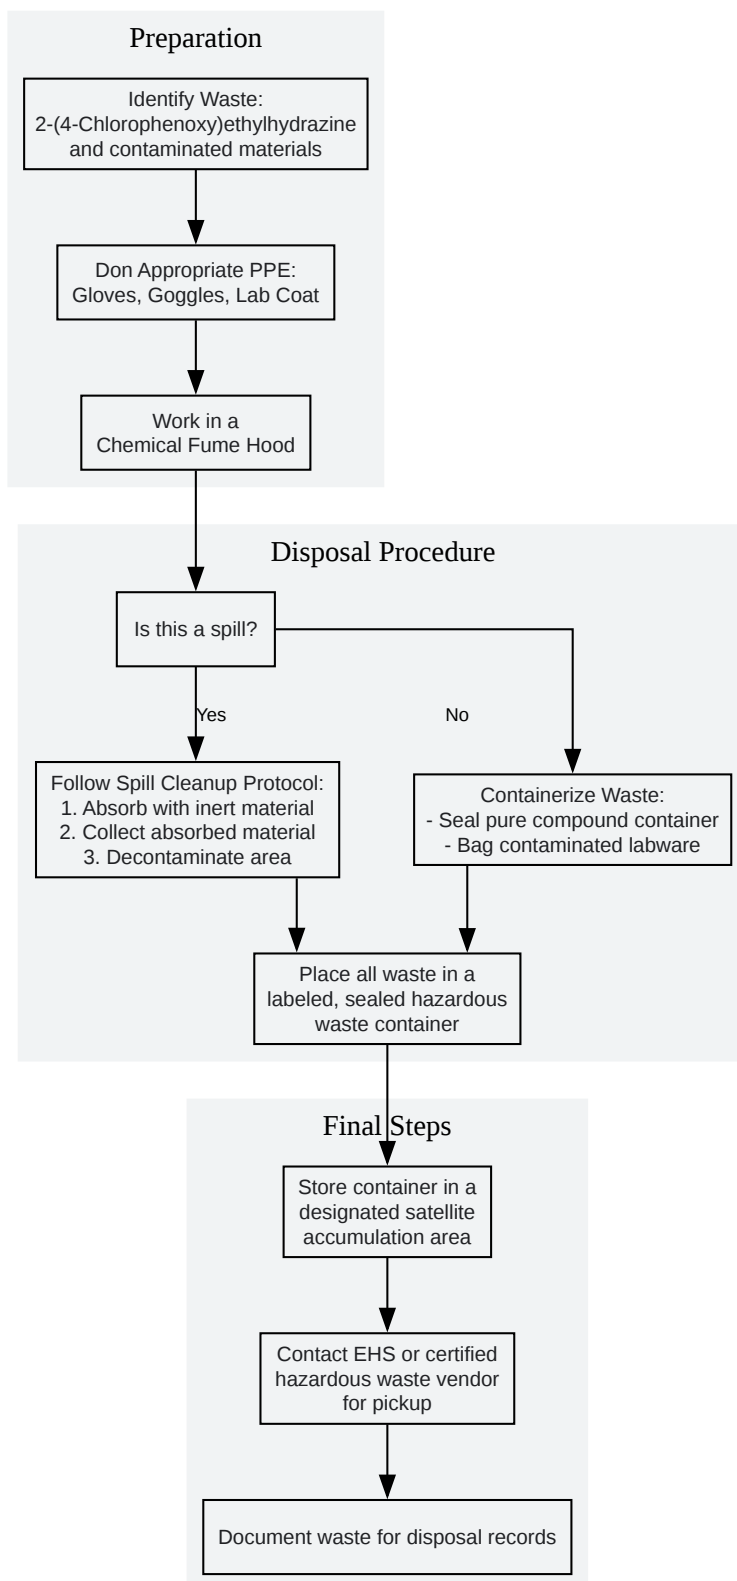 Preparation
Identify Waste:
2-(4-Chlorophenoxy)ethylhydrazine
and contaminated materials
Don Appropriate PPE:
Gloves, Goggles, Lab Coat
Work in a
Chemical Fume Hood
Disposal Procedure
Is this a spill?
Yes
No
Follow Spill Cleanup Protocol:
1. Absorb with inert material
2. Collect absorbed material
3. Decontaminate area
Containerize Waste:
- Seal pure compound container
- Bag contaminated labware
Place all waste in a
labeled, sealed hazardous
waste container
Final Steps
Store container in a
designated satellite
accumulation area
Contact EHS or certified
hazardous waste vendor
for pickup
Document waste for disposal records